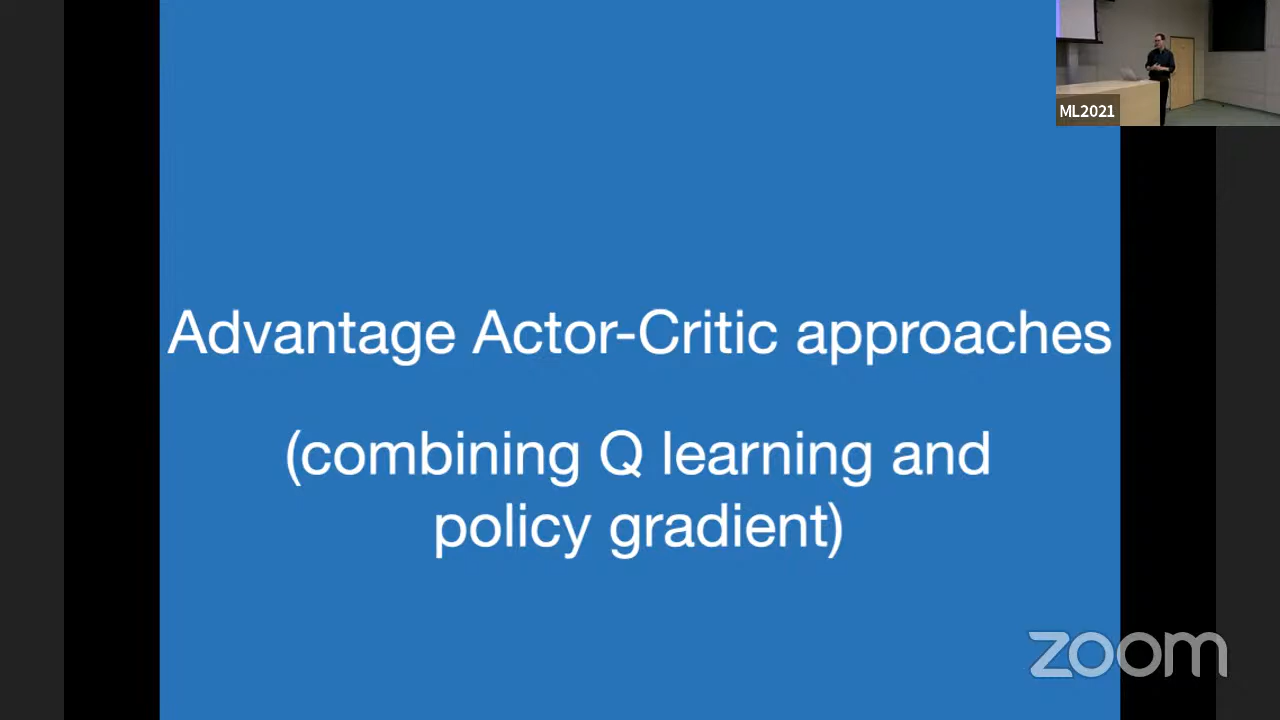 ML2021
Advantage Actor-Critic approaches
(combining Q learning and
policy gradient)
zoom